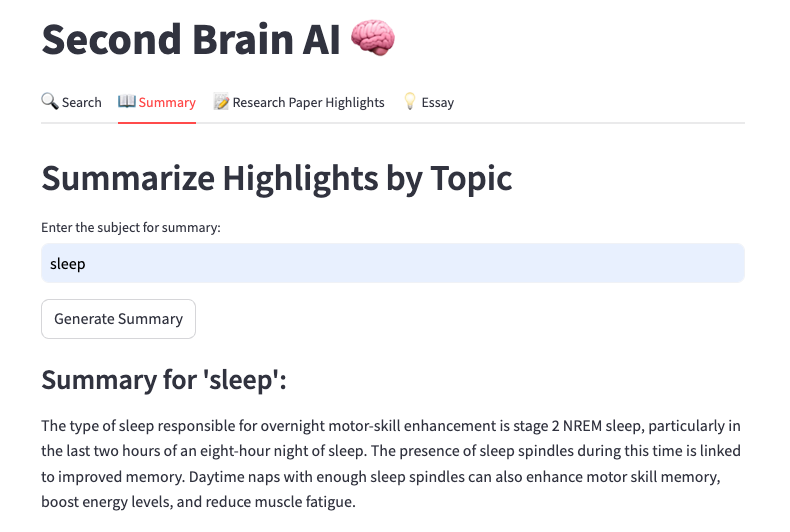 Second Brain AI 🧠
🔍 Search 📖 Summary 📝 Research Paper Highlights 💡 Essay
Summarize Highlights by Topic
Enter the subject for summary:
sleep
Generate Summary
Summary for 'sleep':
The type of sleep responsible for overnight motor-skill enhancement is stage 2 NREM sleep, particularly in
the last two hours of an eight-hour night of sleep. The presence of sleep spindles during this time is linked
to improved memory. Daytime naps with enough sleep spindles can also enhance motor skill memory,
boost energy levels, and reduce muscle fatigue.